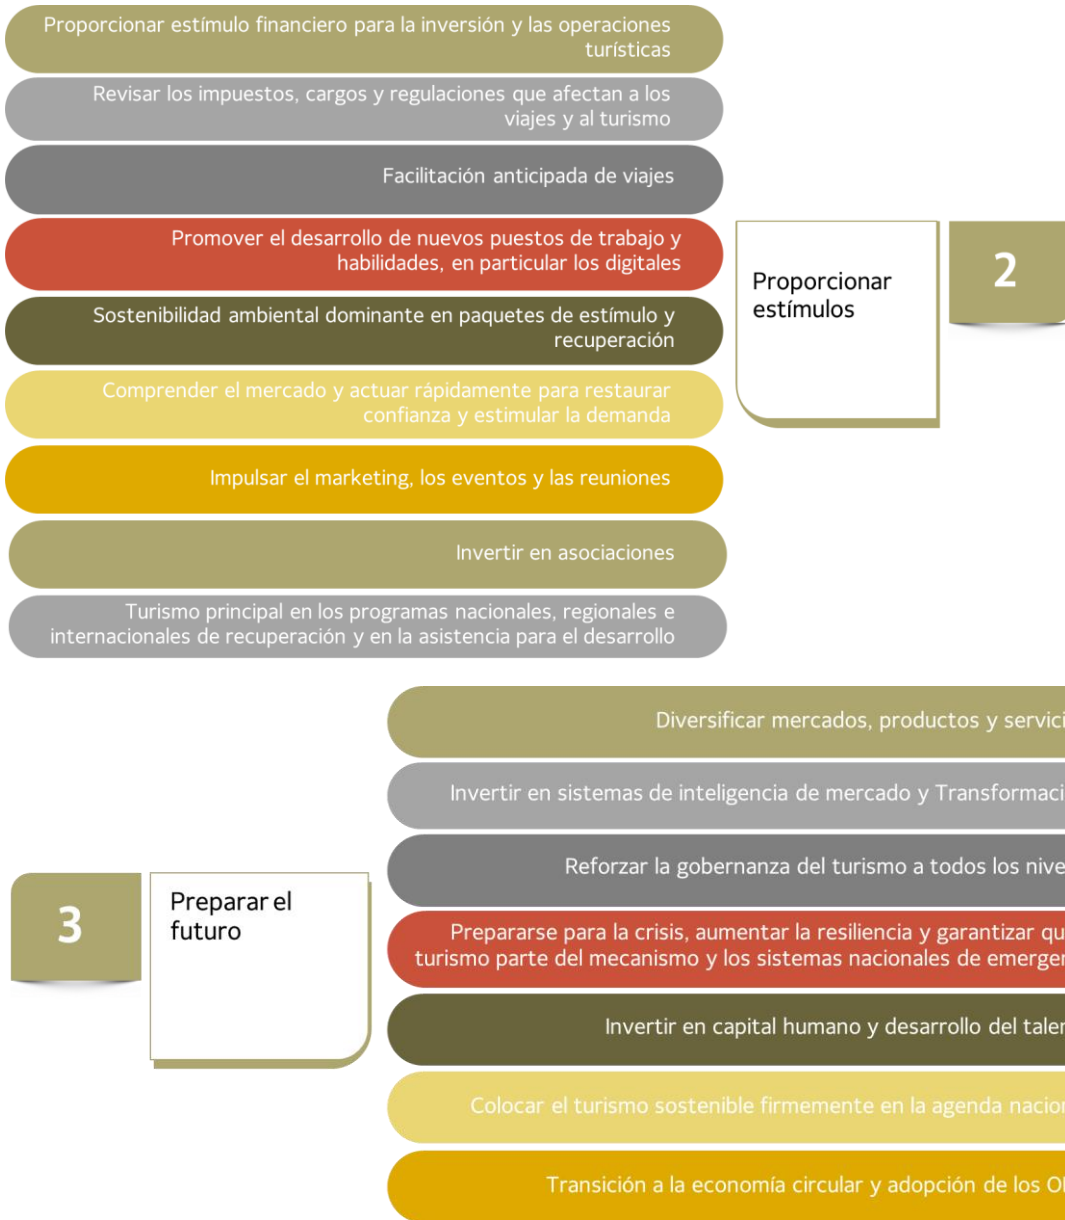 Proporcionar estímulo financiero para la inversión y las operaciones
turísticas
Revisar los impuestos, cargos y regulaciones que afectan a los
viajes y al turismo
Facilitación anticipada de viajes
Promover el desarrollo de nuevos puestos de trabajo y
habilidades, en particular los digitales
Sostenibilidad ambiental dominante en paquetes de estímulo y
recuperación
Comprender el mercado y actuar rápidamente para restaurar
confianza y estimular la demanda
Impulsar el marketing, los eventos y las reuniones
Invertir en asociaciones
Turismo principal en los programas nacionales, regionales e
internacionales de recuperación y en la asistencia para el desarrollo
Proporcionar
estímulos
2
3
Preparar el
futuro
Diversificar mercados, productos y servici
Invertir en sistemas de inteligencia de mercado y Transformaci
Reforzar la gobernanza del turismo a todos los nive
Prepararse para la crisis, aumentar la resiliencia y garantizar qu
turismo parte del mecanismo y los sistemas nacionales de emerger
Invertir en capital humano y desarrollo del taler
Colocar el turismo sostenible firmemente en la agenda nacion
Transición a la economía circular y adopción de los